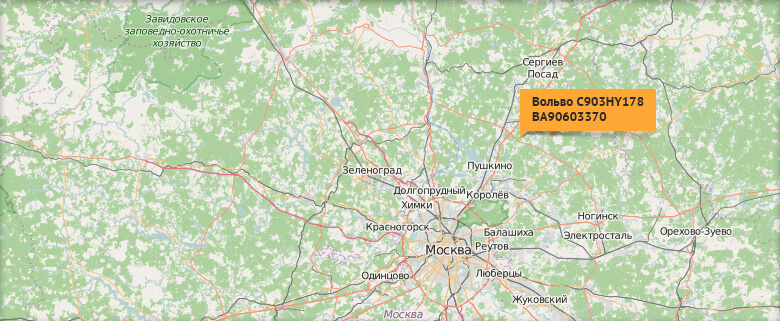 Завидовское
заповедно-охотничье
хозяйство
Сергиев
Посад
Вольво С903НУ178
ВА90603370
Пушкино
Зеленоград
Долгопрудный
Королёв
Химки
Ногинск
Красногорск
Балашиха
Электросталь
Орехово-Зуево
Москва
Реутов
Одинцово
Люберцы
Жуковский
Москва